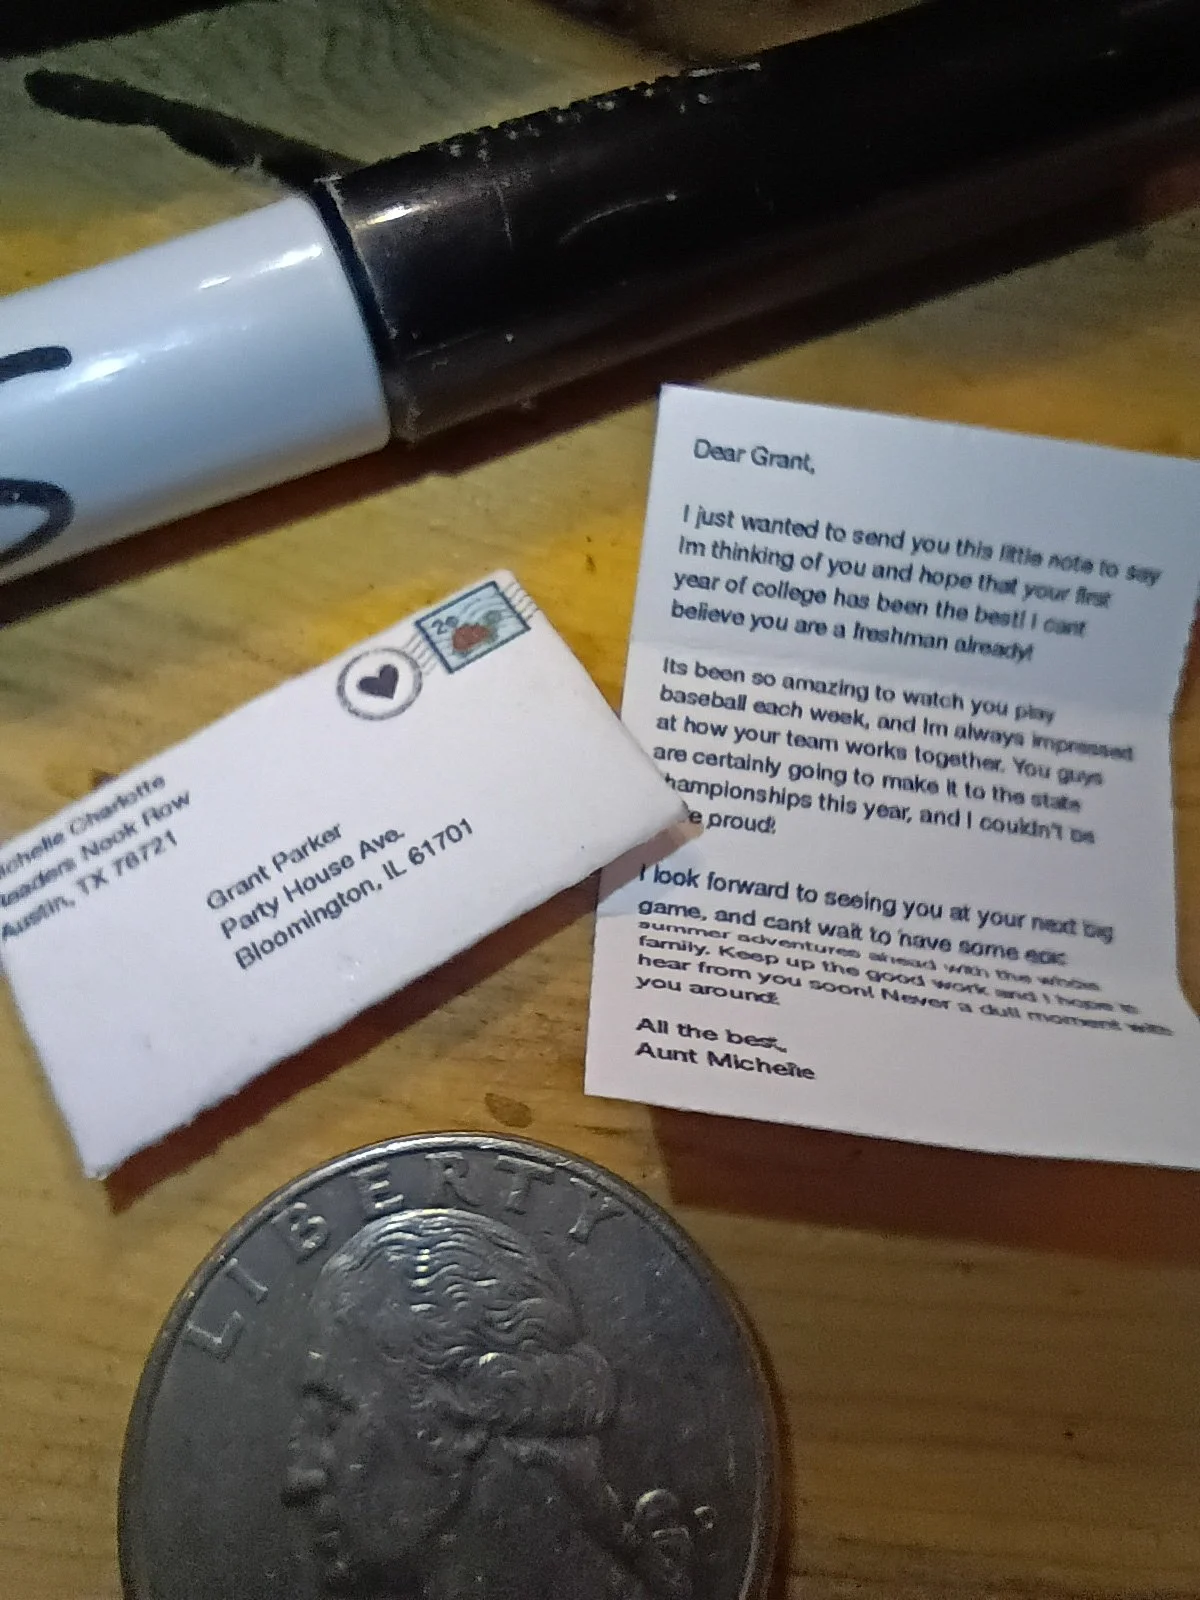 2¢
Charlotte
Readers Nook Row
Austin, TX 78721
Grant Parker
Party House Ave.
Bloomington, IL 61701
Dear Grant,
I just wanted to send you this little note to say
Im thinking of you and hope that your first
year of college has been the best! I cant
believe you are a freshman already!
Its been so amazing to watch you play
baseball each week, and Im always impressed
at how your team works together. You guys
are certainly going to make it to the state
hampionships this year, and I couldn't be
e proud!
I look forward to seeing you at your next big
game, and cant wait to have some epic
summer adventures ahead with the whole
family. Keep up the good work and I hope to
hear from you soon! Never a dull moment with
you around!
All the best,
Aunt Michelle
LIBERTY